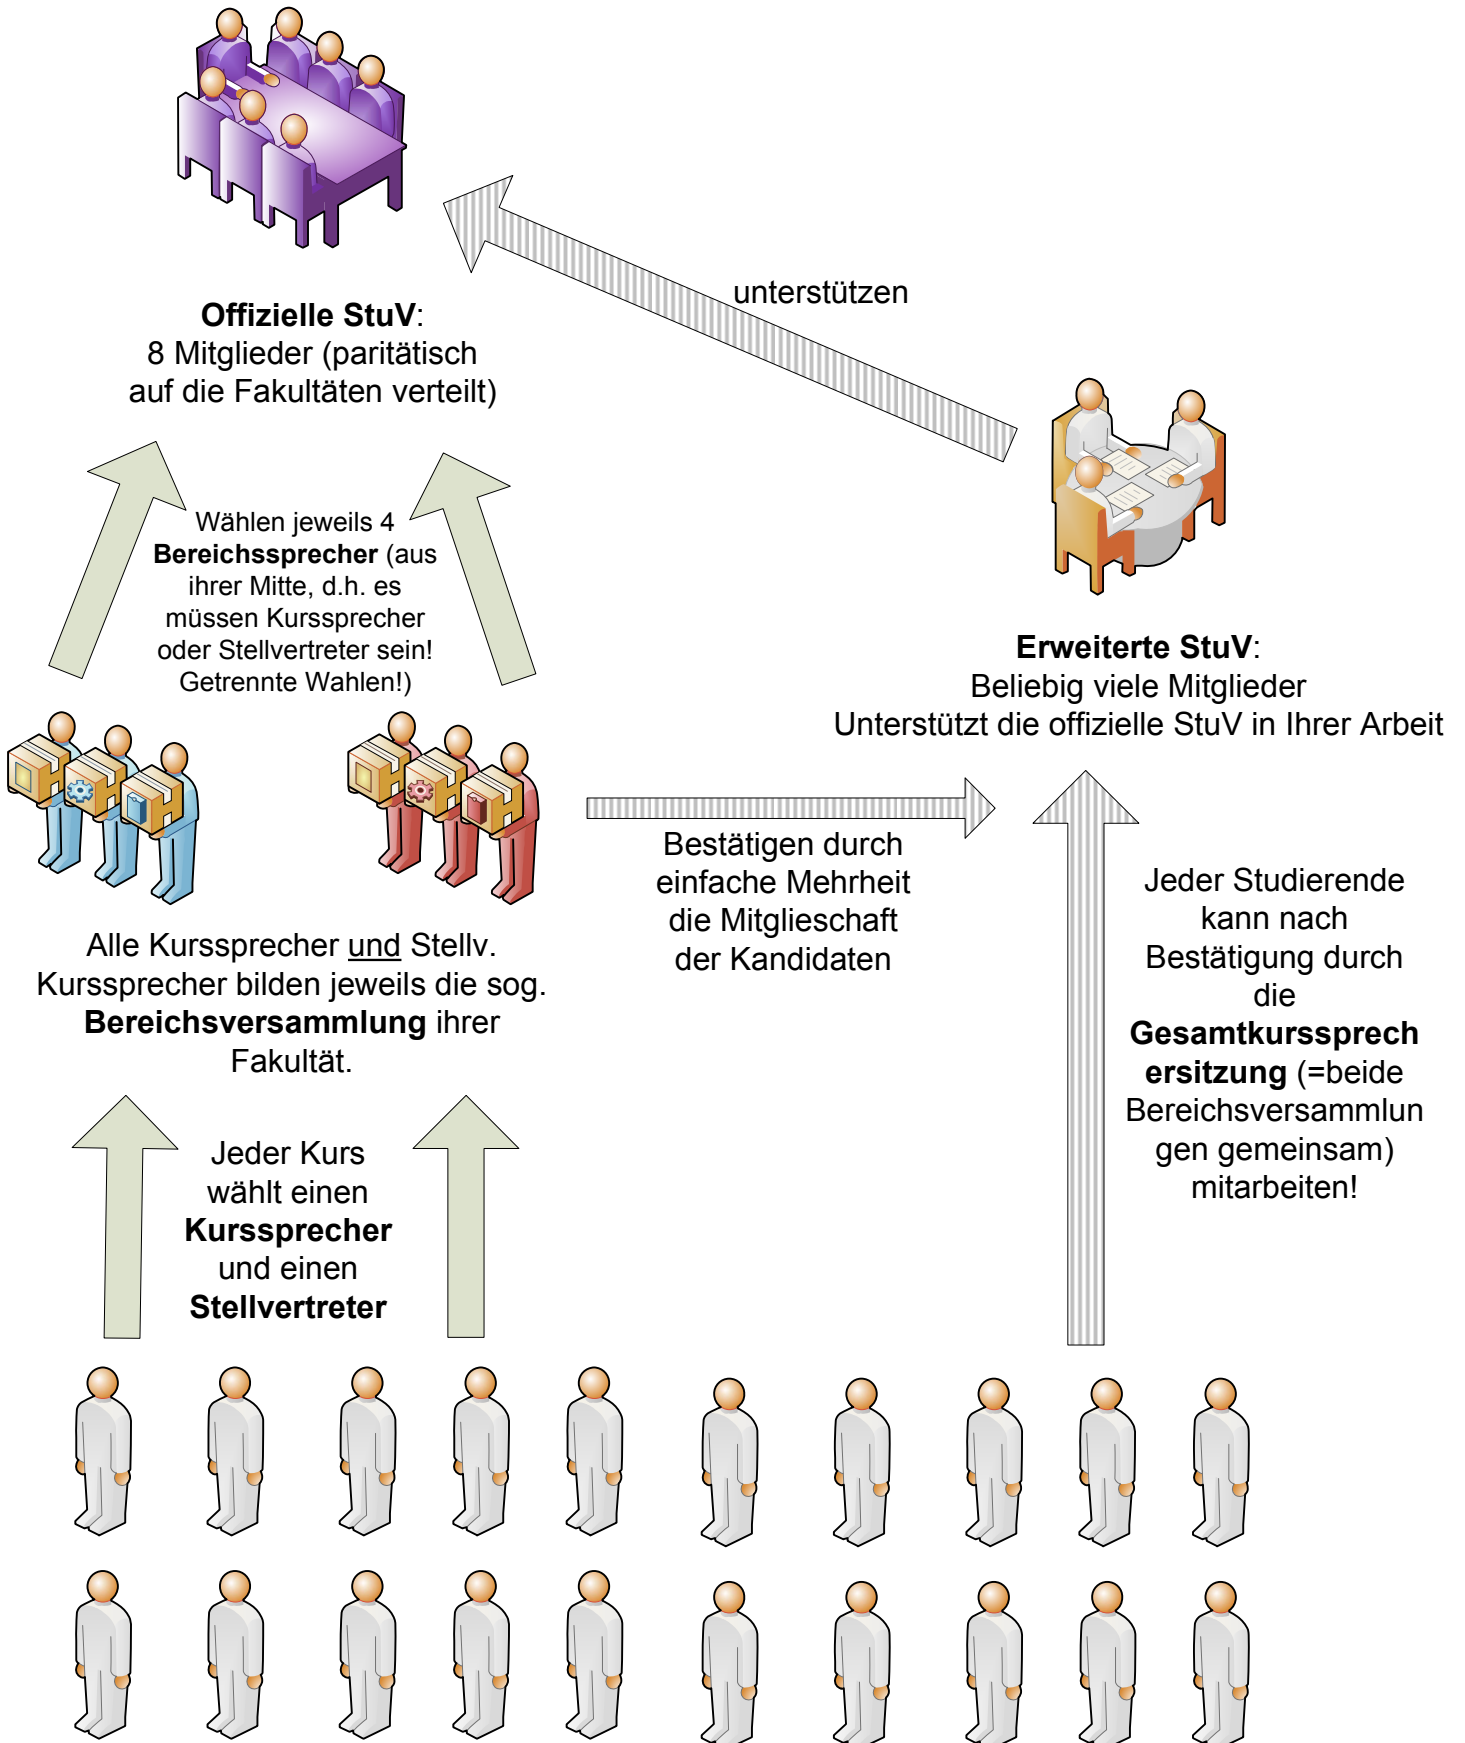 unterstützen
Offizielle StuV:
8 Mitglieder (paritätisch
auf die Fakultäten verteilt)
Wählen jeweils 4
Bereichssprecher (aus
ihrer Mitte, d.h. es
müssen Kurssprecher
oder Stellvertreter sein!
Getrennte Wahlen!)
Erweiterte StuV:
Beliebig viele Mitglieder
Unterstützt die offizielle StuV in Ihrer Arbeit
Bestätigen durch
einfache Mehrheit
die Mitglieschaft
der Kandidaten
Jeder Studierende
kann nach
Bestätigung durch
die
Gesamtkurssprech
ersitzung (=beide
Bereichsversammlun
gen gemeinsam)
mitarbeiten!
Alle Kurssprecher und Stellv.
Kurssprecher bilden jeweils die sog.
Bereichsversammlung ihrer
Fakultät.
Jeder Kurs
wählt einen
Kurssprecher
und einen
Stellvertreter